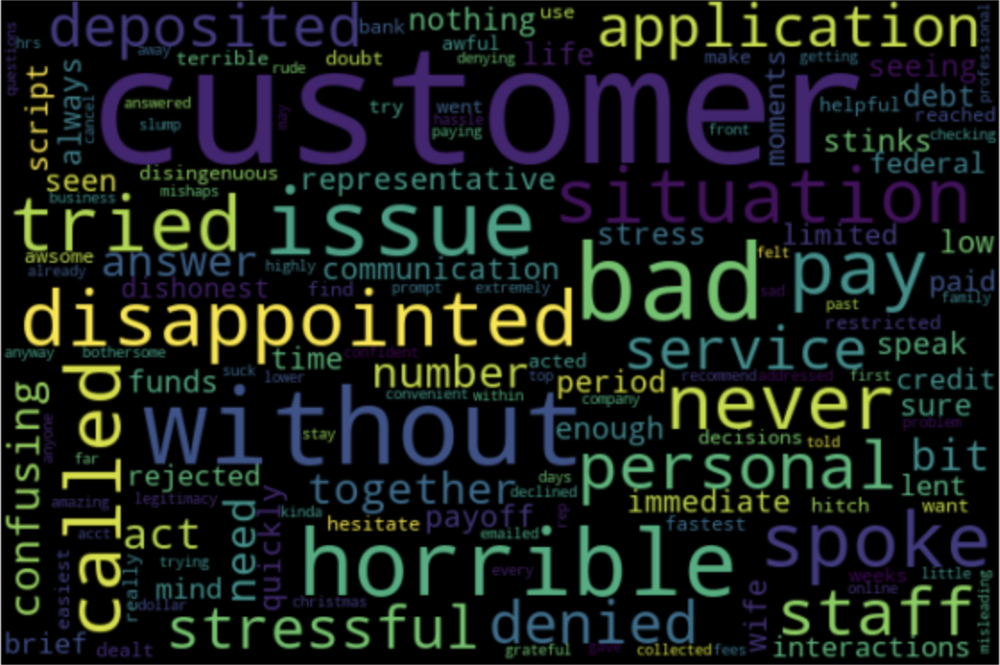 deposited bank nothing use application professional
questions hrs away terrible rude doubt awful denying life make getting seeing
script always cancel customer moments debt
answered slump may try went hassle paying front helpful reached
stinks checking
seen disingenuous mishaps representative federal
business tried issue situation
awsome answer highly communication stress limited low
already dishonest find prompt extremely bad felt pay paid
disappointed sad past family
restricted
anyway bothersome time confident service speak
called funds suck lower number acted top period recommend addressed first credit
confusing anyone without convenient within company never sure
stay enough problem
far decisions told bit
rejected together days declined personal lent
amazing legitimacy quickly kinda immediate hitch want
acct act need hesitate payoff rep fastest
emailed horrible spoke
trying every weeks little
easiest really mind christmas online
dollar wife staff misleading
brief dealt stressful denied
grateful gave collected fees interactions